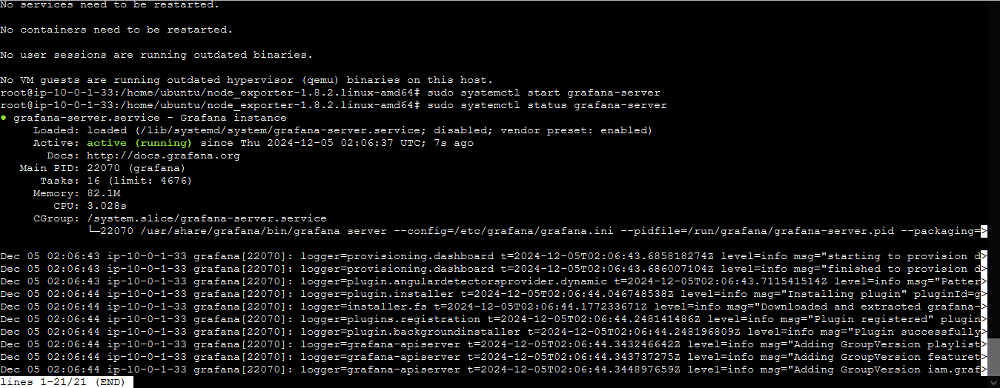 No services need to be restarted.
No containers need to be restarted.
No user sessions are running outdated binaries.
No VM guests are running outdated hypervisor (qemu) binaries on this host.
root@ip-10-0-1-33:/home/ubuntu/node_exporter-1.8.2.linux-amd64# sudo systemctl start grafana-server
root@ip-10-0-1-33:/home/ubuntu/node_exporter-1.8.2.linux-amd64# sudo systemctl status grafana-server
● grafana-server.service - Grafana instance
     Loaded: loaded (/lib/systemd/system/grafana-server.service; disabled; vendor preset: enabled)
     Active: active (running) since Thu 2024-12-05 02:06:37 UTC; 7s ago
       Docs: http://docs.grafana.org
   Main PID: 22070 (grafana)
      Tasks: 16 (limit: 4676)
     Memory: 82.1M
        CPU: 3.028s
     CGroup: /system.slice/grafana-server.service
             └─22070 /usr/share/grafana/bin/grafana server --config=/etc/grafana/grafana.ini --pidfile=/run/grafana/grafana-server.pid --packaging=>
Dec 05 02:06:43 ip-10-0-1-33 grafana[22070]: logger=provisioning.dashboard t=2024-12-05T02:06:43.685818274Z level=info msg="starting to provision d>
Dec 05 02:06:43 ip-10-0-1-33 grafana[22070]: logger=provisioning.dashboard t=2024-12-05T02:06:43.686007104Z level=info msg="finished to provision d>
Dec 05 02:06:43 ip-10-0-1-33 grafana[22070]: logger=plugin.angulardetectorsprovider.dynamic t=2024-12-05T02:06:43.711541514Z level=info msg="Patter>
Dec 05 02:06:44 ip-10-0-1-33 grafana[22070]: logger=plugin.installer t=2024-12-05T02:06:44.046748538Z level=info msg="Installing plugin" pluginId=g>
Dec 05 02:06:44 ip-10-0-1-33 grafana[22070]: logger=installer.fs t=2024-12-05T02:06:44.177233671Z level=info msg="Downloaded and extracted grafana->
Dec 05 02:06:44 ip-10-0-1-33 grafana[22070]: logger=plugins.registration t=2024-12-05T02:06:44.248141486Z level=info msg="Plugin registered" plugin>
Dec 05 02:06:44 ip-10-0-1-33 grafana[22070]: logger=plugin.backgroundinstaller t=2024-12-05T02:06:44.248196809Z level=info msg="Plugin successfully>
Dec 05 02:06:44 ip-10-0-1-33 grafana[22070]: logger=grafana-apiserver t=2024-12-05T02:06:44.343246642Z level=info msg="Adding GroupVersion playlist>
Dec 05 02:06:44 ip-10-0-1-33 grafana[22070]: logger=grafana-apiserver t=2024-12-05T02:06:44.343737275Z level=info msg="Adding GroupVersion featuret>
Dec 05 02:06:44 ip-10-0-1-33 grafana[22070]: logger=grafana-apiserver t=2024-12-05T02:06:44.344897659Z level=info msg="Adding GroupVersion iam.graf>
lines 1-21/21 (END)